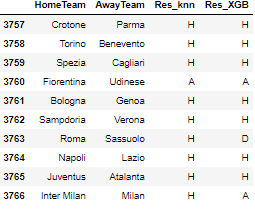 HomeTeam AwayTeam Res_knn Res_XGB
3757 Crotone Parma H H
3758 Torino Benevento H H
3759 Spezia Cagliari H H
3760 Fiorentina Udinese A A
3761 Bologna Genoa H H
3762 Sampdoria Verona H H
3763 Roma Sassuolo H D
3764 Napoli Lazio H H
3765 Juventus Atalanta H H
3766 Inter Milan Milan H A